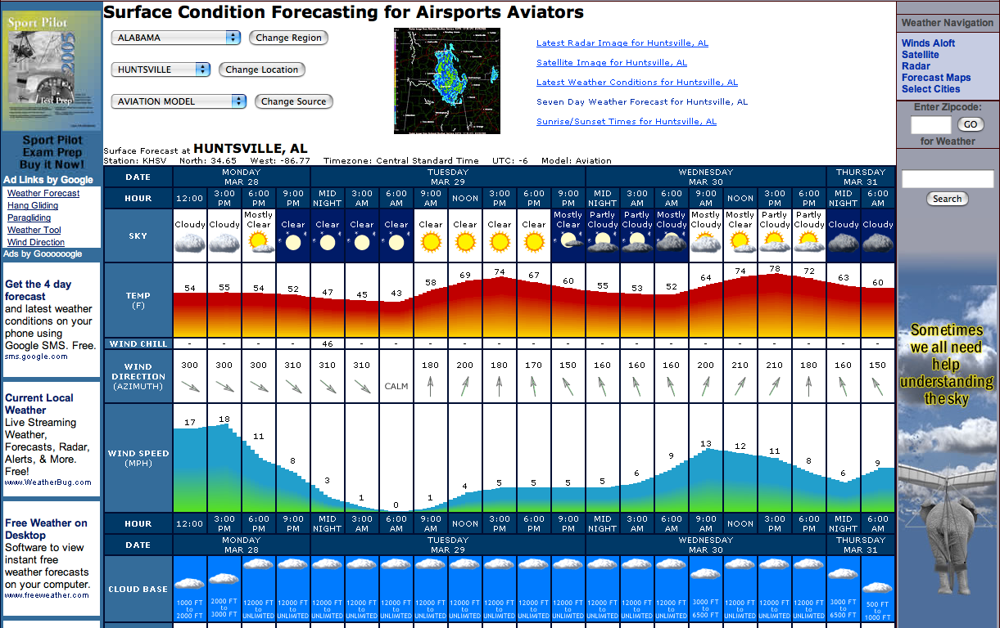 Sport Pilot
2005
Test Prep
Sport Pilot
Exam Prep
Buy it Now!
Ad Links by Google
Weather Forecast
Hang Gliding
Paragliding
Weather Tool
Wind Direction
Ads by Goooooogle
Get the 4 day
forecast
and latest weather
conditions on your
phone using
Google SMS. Free.
sms.google.com
Current Local
Weather
Live Streaming
Weather,
Forecasts, Radar,
Alerts, & More.
Free!
www.WeatherBug.com
Free Weather on
Desktop
Software to view
instant free
weather forecasts
on your computer.
www.freeweather.com
Surface Condition Forecasting for Airsports Aviators
ALABAMA Change Region
HUNTSVILLE Change Location
AVIATION MODEL Change Source
Latest Radar Image for Huntsville, AL
Satellite Image for Huntsville, AL
Latest Weather Conditions for Huntsville, AL
Seven Day Weather Forecast for Huntsville, AL
Sunrise/Sunset Times for Huntsville, AL
Surface Forecast at HUNTSVILLE, AL
Station: KHSV North: 34.65 West: -86.77 Timezone: Central Standard Time UTC: -6 Model: Aviation
DATE MONDAY MAR 28 TUESDAY MAR 29 WEDNESDAY MAR 30 THURSDAY MAR 31
HOUR 12:00 3:00 PM 6:00 PM 9:00 PM MID NIGHT 3:00 AM 6:00 AM 9:00 AM NOON 3:00 PM 6:00 PM 9:00 PM MID NIGHT 3:00 AM 6:00 AM 9:00 AM NOON 3:00 PM 6:00 PM MID NIGHT 6:00 AM
SKY Cloudy Cloudy Mostly Clear Clear Clear Clear Clear Clear Clear Clear Clear Mostly Clear Partly Cloudy Partly Cloudy Mostly Cloudy Mostly Cloudy Mostly Clear Partly Cloudy Partly Cloudy Cloudy Cloudy
TEMP (F) 54 55 54 52 47 45 43 58 69 74 67 60 55 53 52 64 74 78 72 63 60
WIND CHILL - - - - 46 - - - - - - - - - - - - - - - -
WIND DIRECTION (AZIMUTH) 300 300 300 310 310 310 CALM 180 200 180 170 150 160 160 160 200 210 210 180 160 150
WIND SPEED (MPH) 17 18 11 8 3 1 0 1 4 5 5 5 5 6 9 13 12 11 8 6 9
HOUR 12:00 3:00 PM 6:00 PM 9:00 PM MID NIGHT 3:00 AM 6:00 AM 9:00 AM NOON 3:00 PM 6:00 PM 9:00 PM MID NIGHT 3:00 AM 6:00 AM 9:00 AM NOON 3:00 PM 6:00 PM MID NIGHT 6:00 AM
DATE MONDAY MAR 28 TUESDAY MAR 29 WEDNESDAY MAR 30 THURSDAY MAR 31
CLOUD BASE 1000 FT to 2000 FT 2000 FT to 3000 FT 12000 FT to UNLIMITED 12000 FT to UNLIMITED 12000 FT to UNLIMITED 12000 FT to UNLIMITED 12000 FT to UNLIMITED 12000 FT to UNLIMITED 12000 FT to UNLIMITED 12000 FT to UNLIMITED 12000 FT to UNLIMITED 12000 FT to UNLIMITED 12000 FT to UNLIMITED 12000 FT to UNLIMITED 12000 FT to UNLIMITED 3000 FT to 6500 FT 12000 FT to UNLIMITED 12000 FT to UNLIMITED 12000 FT to UNLIMITED 3000 FT to 6500 FT 500 FT to 1000 FT
Weather Navigation
Winds Aloft
Satellite
Radar
Forecast Maps
Select Cities
Enter Zipcode:
GO
for Weather
Search
Sometimes
we all need
help
understanding
the sky